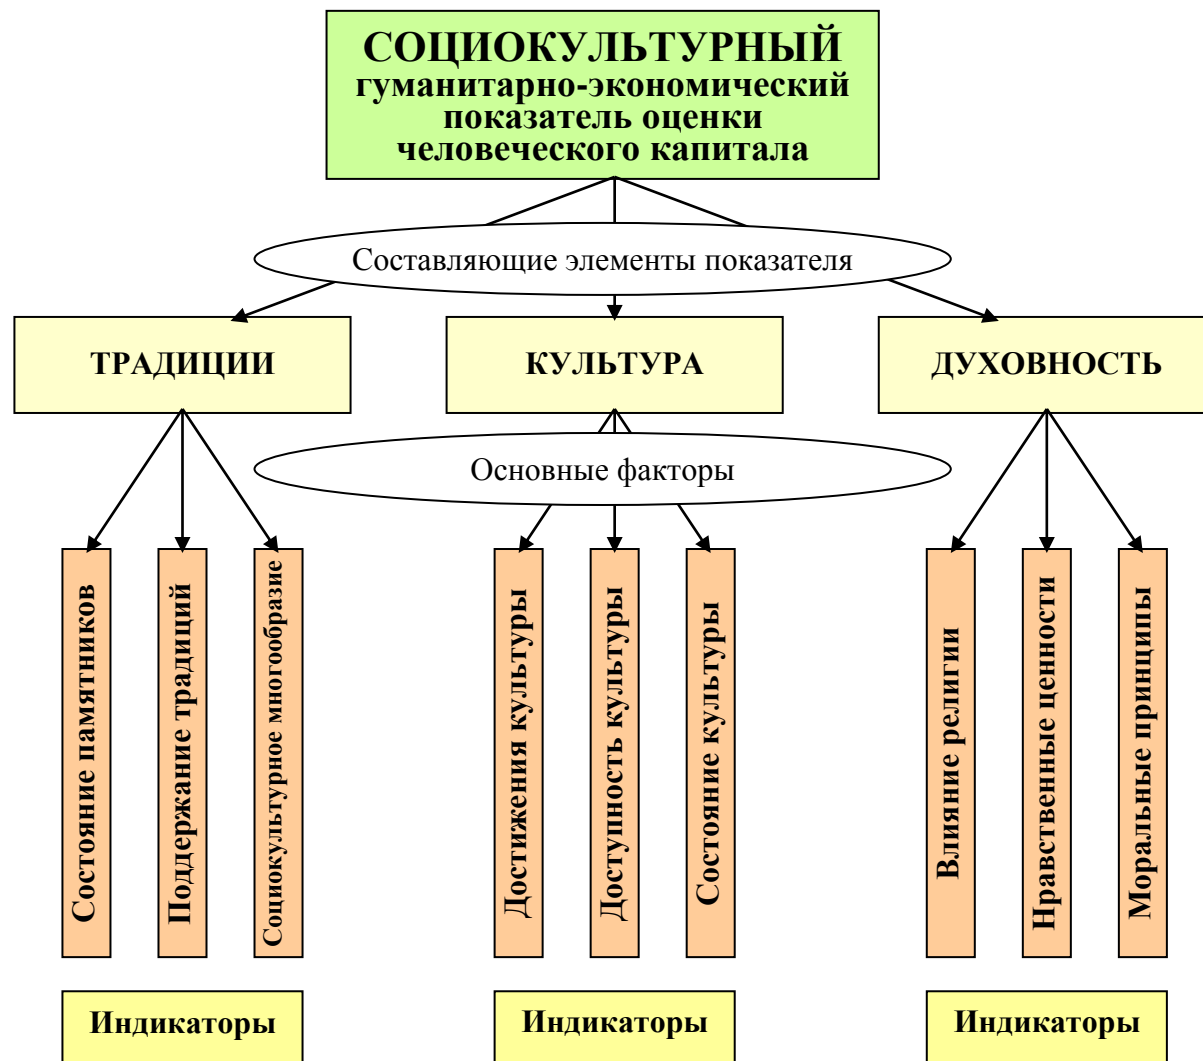 СОЦИОКУЛЬТУРНЫЙ
гуманитарно-экономический
показатель оценки
человеческого капитала
Составляющие элементы показателя
ТРАДИЦИИ
КУЛЬТУРА
ДУХОВНОСТЬ
Основные факторы
Состояние памятников
Поддержание традиций
Социокультурное многообразие
Достижения культуры
Доступность культуры
Состояние культуры
Влияние религии
Нравственные ценности
Моральные принципы
Индикаторы
Индикаторы
Индикаторы